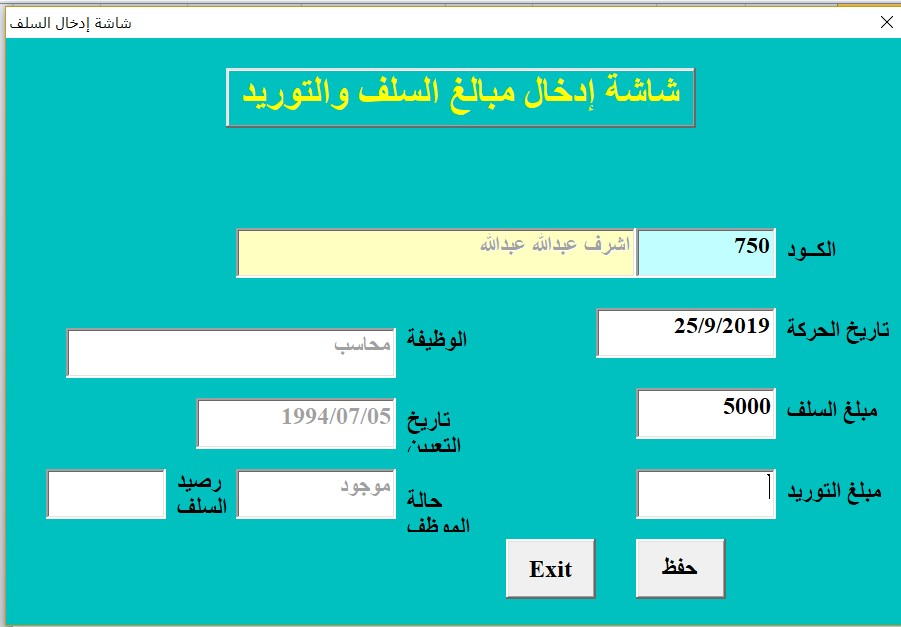 شاشة إدخال السلف
شاشة إدخال مبالغ السلف والتوريد
الكـود 750 اشرف عبدالله عبدالله
تاريخ الحركة 25/9/2019
الوظيفة محاسب
مبلغ السلف 5000
تاريخ التعيين 1994/07/05
مبلغ التوريد
حالة الموظف موجود
رصيد السلف
حفظ
Exit